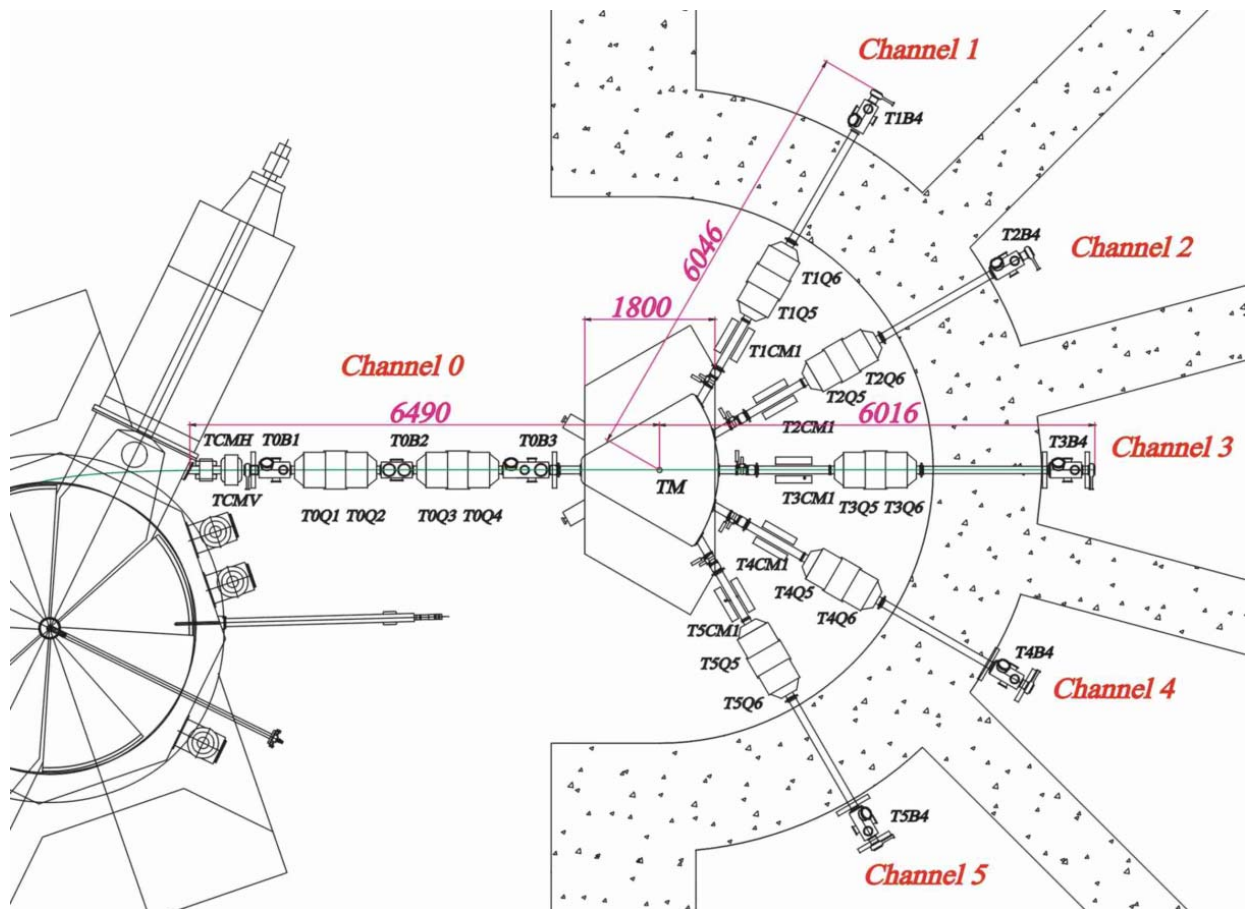 Channel 1
T1B4
T2B4
Channel 2
6046
T1Q6
1800
T1Q5
T1CM1
T2Q6
T2Q5
Channel 0
6490
6016
T2CM1
TCMH T0B1 T0B2 T0B3
T3B4
Channel 3
TCMV
TM
T3CM1
T0Q1 T0Q2 T0Q3 T0Q4
T3Q5 T3Q6
T4CM1
T4Q5
T4Q6
T5CM1
T4B4
T5Q5
Channel 4
T5Q6
T5B4
Channel 5